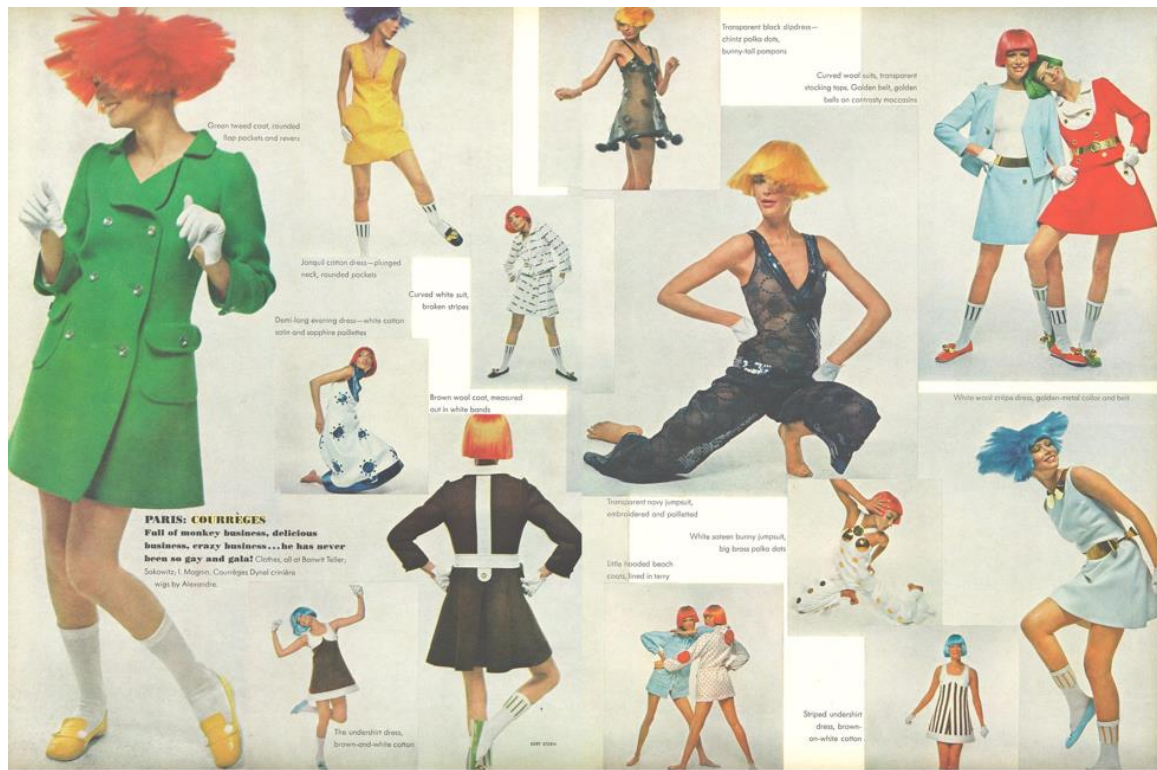 Green tweed coat, rounded
flap pockets and revers
Jonquil cotton dress—plunged
neck, rounded pockets
Demi-long evening dress—white cotton
satin and sapphire paillettes
Curved white suit,
broken stripes
Brown wool coat, measured
out in white bands
PARIS: COURRÈGES
Full of monkey business, delicious
business, crazy business...he has never
been so gay and gala! Clothes, all at Bonwit Teller;
Sakowitz; I. Magnin. Courrèges Dynel crinière
wigs by Alexandre.
The undershirt dress,
brown-and-white cotton
BERT STERN
Transparent black slipdress—
chintz polka dots,
bunny-tail pompons
Curved wool suits, transparent
stocking tops. Golden belt, golden
balls on contrasty moccasins
White wool crêpe dress, golden-metal collar and belt
Transparent navy jumpsuit,
embroidered and pailletted
White sateen bunny jumpsuit,
big brass polka dots
Little hooded beach
coats, lined in terry
Striped undershirt
dress, brown-
on-white cotton